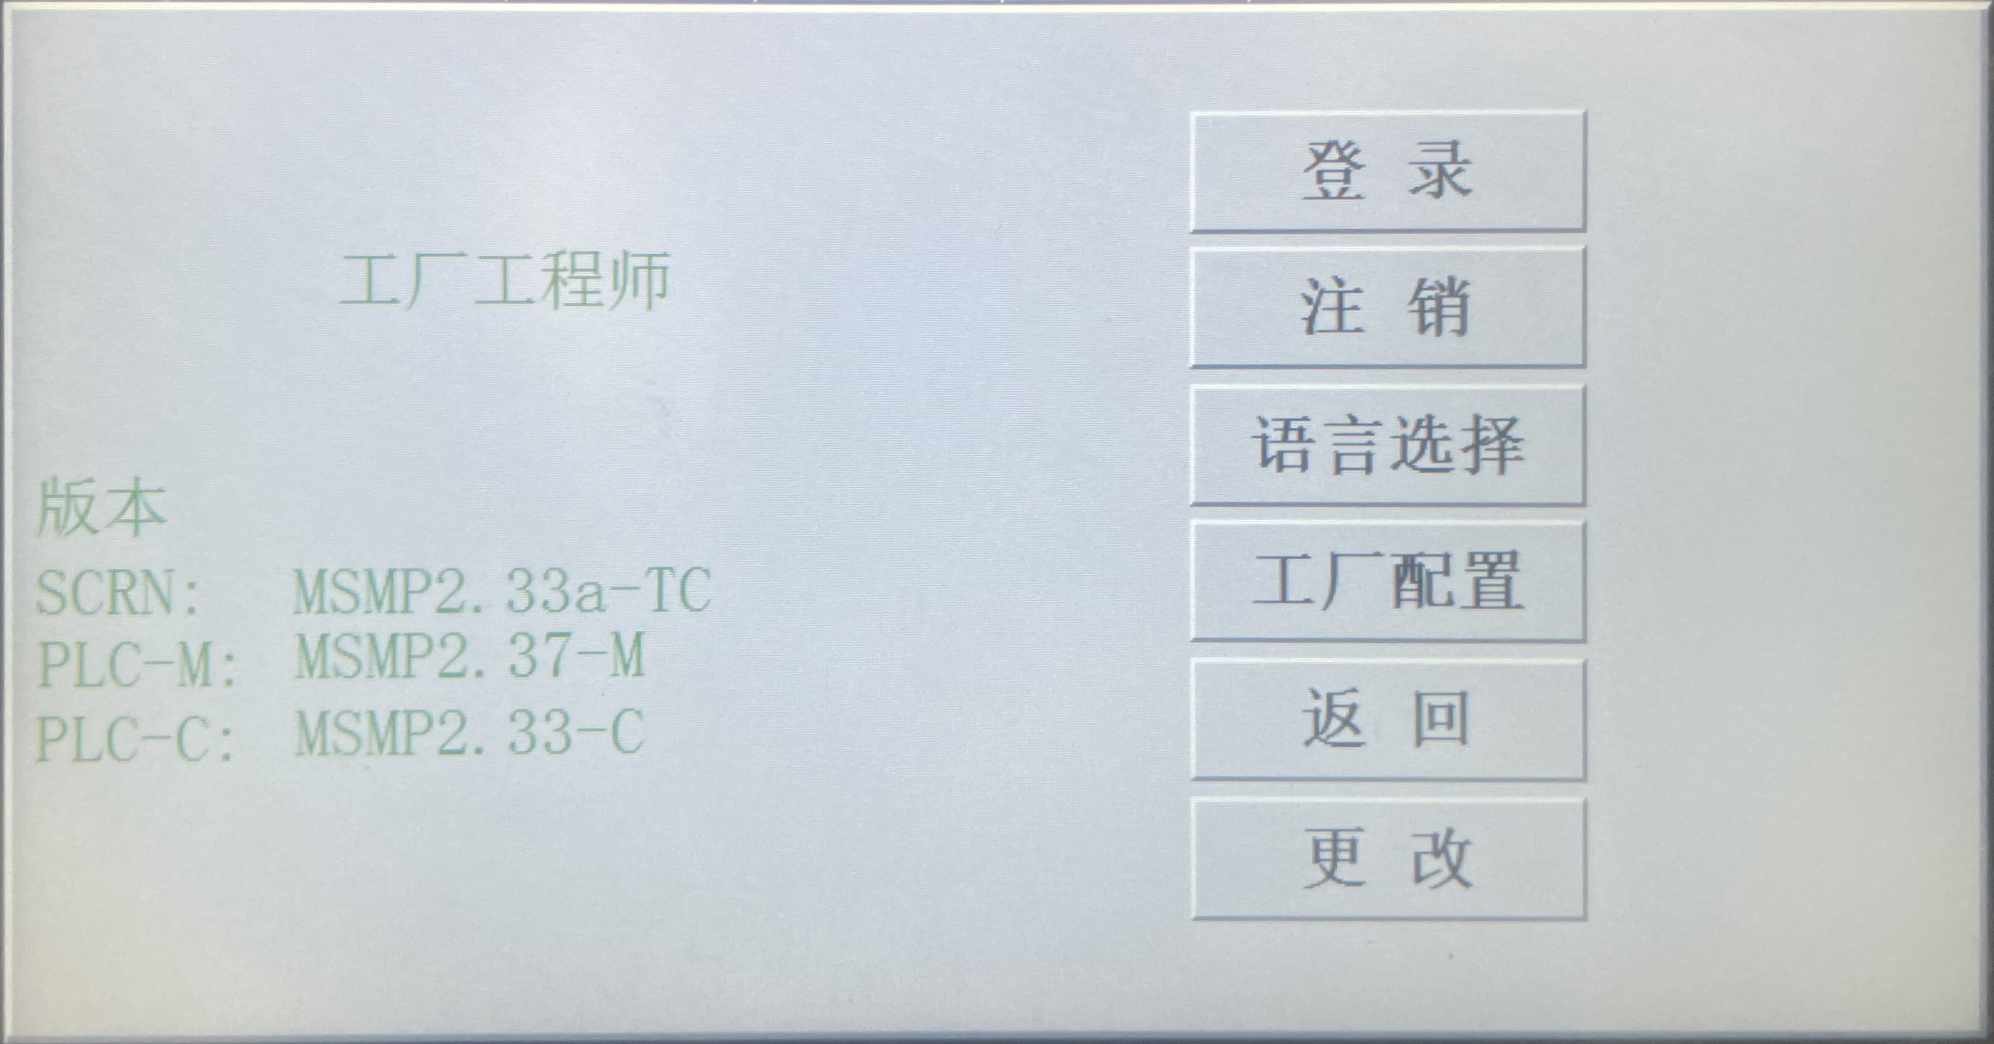 登 录
工厂工程师
注 销
语言选择
版本
工厂配置
SCRN: MSMP2.33a-TC
PLC-M: MSMP2.37-M
返 回
PLC-C: MSMP2.33-C
更 改